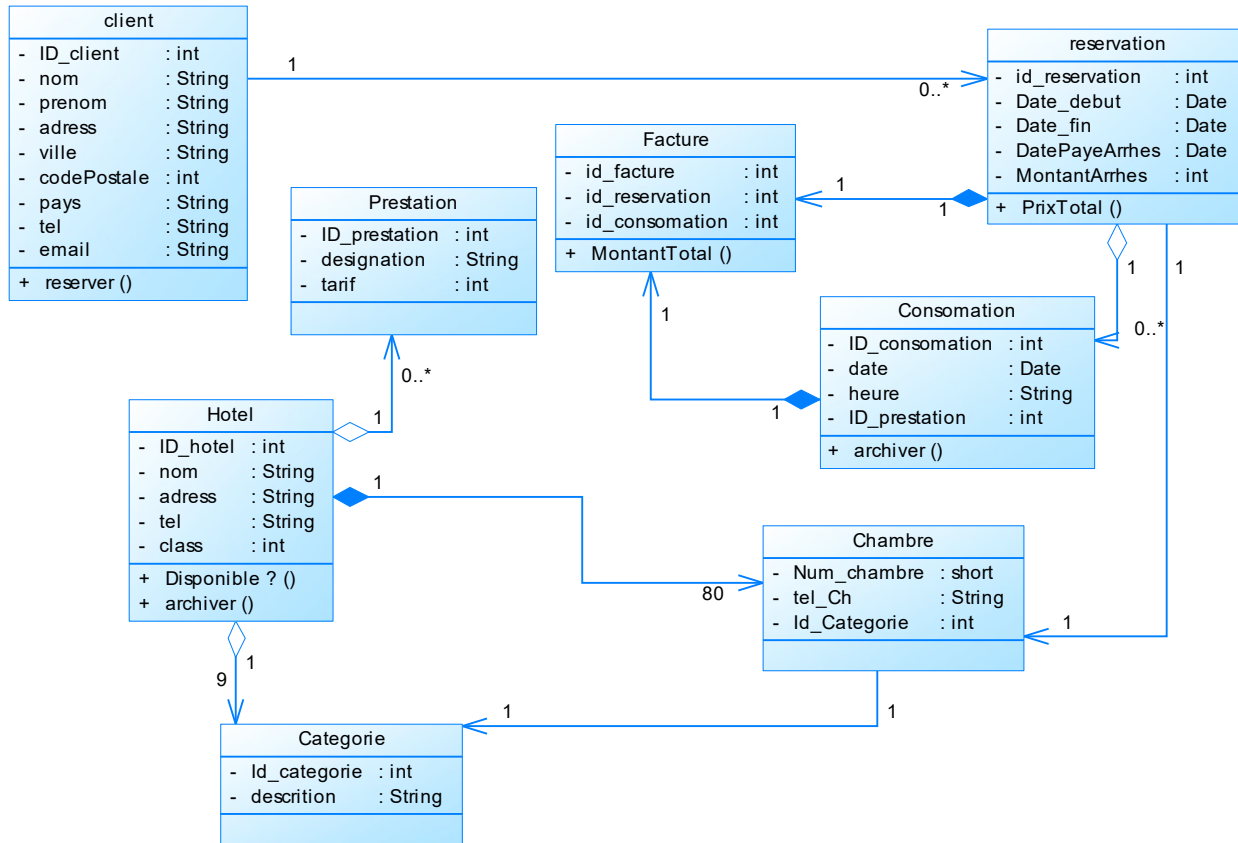 client
- ID_client : int
- nom : String
- prenom : String
- adress : String
- ville : String
- codePostale : int
- pays : String
- tel : String
- email : String
+ reserver ()
1
0..*
reservation
- id_reservation : int
- Date_debut : Date
- Date_fin : Date
- DatePayeArrhes : Date
- MontantArrhes : int
+ PrixTotal ()
Facture
- id_facture : int
- id_reservation : int
- id_consomation : int
+ MontantTotal ()
1
1
1
0..*
1
1
Prestation
- ID_prestation : int
- designation : String
- tarif : int
0..*
1
Consomation
- ID_consomation : int
- date : Date
- heure : String
- ID_prestation : int
+ archiver ()
1
1
Hotel
- ID_hotel : int
- nom : String
- adress : String
- tel : String
- class : int
+ Disponible ? ()
+ archiver ()
1
80
Chambre
- Num_chambre : short
- tel_Ch : String
- Id_Categorie : int
1
9
1
1
Categorie
- Id_categorie : int
- descrition : String